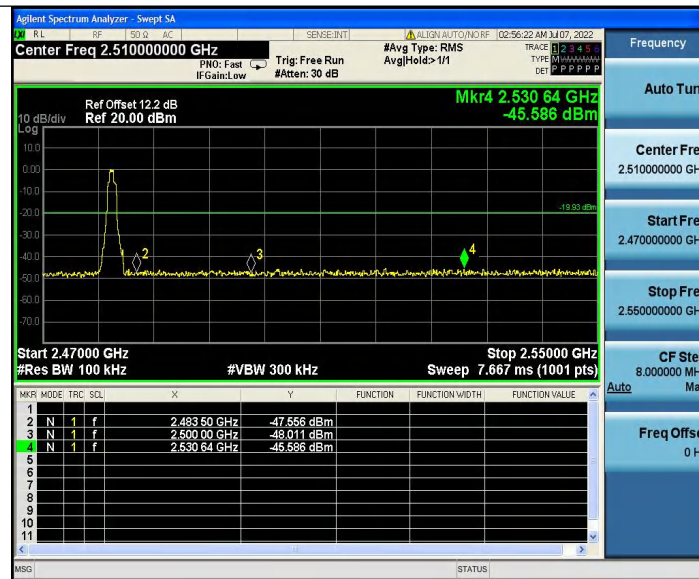 Agilent Spectrum Analyzer - Swept SA
LXI RL RF 50 Ω AC SENSE:INT ALIGN AUTO/NO RF 02:56:22 AM Jul 07, 2022
Center Freq 2.510000000 GHz
PNO: Fast
IFGain:Low
Trig: Free Run
#Atten: 30 dB
#Avg Type: RMS
Avg|Hold:>1/1
TRACE 1 2 3 4 5 6
TYPE M
DET P P P P P P
Ref Offset 12.2 dB
10 dB/div Ref 20.00 dBm
Log
Mkr4 2.530 64 GHz
-45.586 dBm
10.0
0.00
-10.0
-20.0
-19.93 dBm
-30.0
-40.0
2
3
4
-50.0
-60.0
-70.0
Start 2.47000 GHz Stop 2.55000 GHz
#Res BW 100 kHz #VBW 300 kHz Sweep 7.667 ms (1001 pts)
MKR MODE TRC SCL X Y FUNCTION FUNCTION WIDTH FUNCTION VALUE
1
2 N 1 f 2.483 50 GHz -47.556 dBm
3 N 1 f 2.500 00 GHz -48.011 dBm
4 N 1 f 2.530 64 GHz -45.586 dBm
5
6
7
8
9
10
11
MSG STATUS
Frequency
Auto Tun
Center Fre
2.510000000 GH
Start Fre
2.470000000 GH
Stop Fre
2.550000000 GH
CF Ste
8.000000 MH
Auto Ma
Freq Offse
0 H